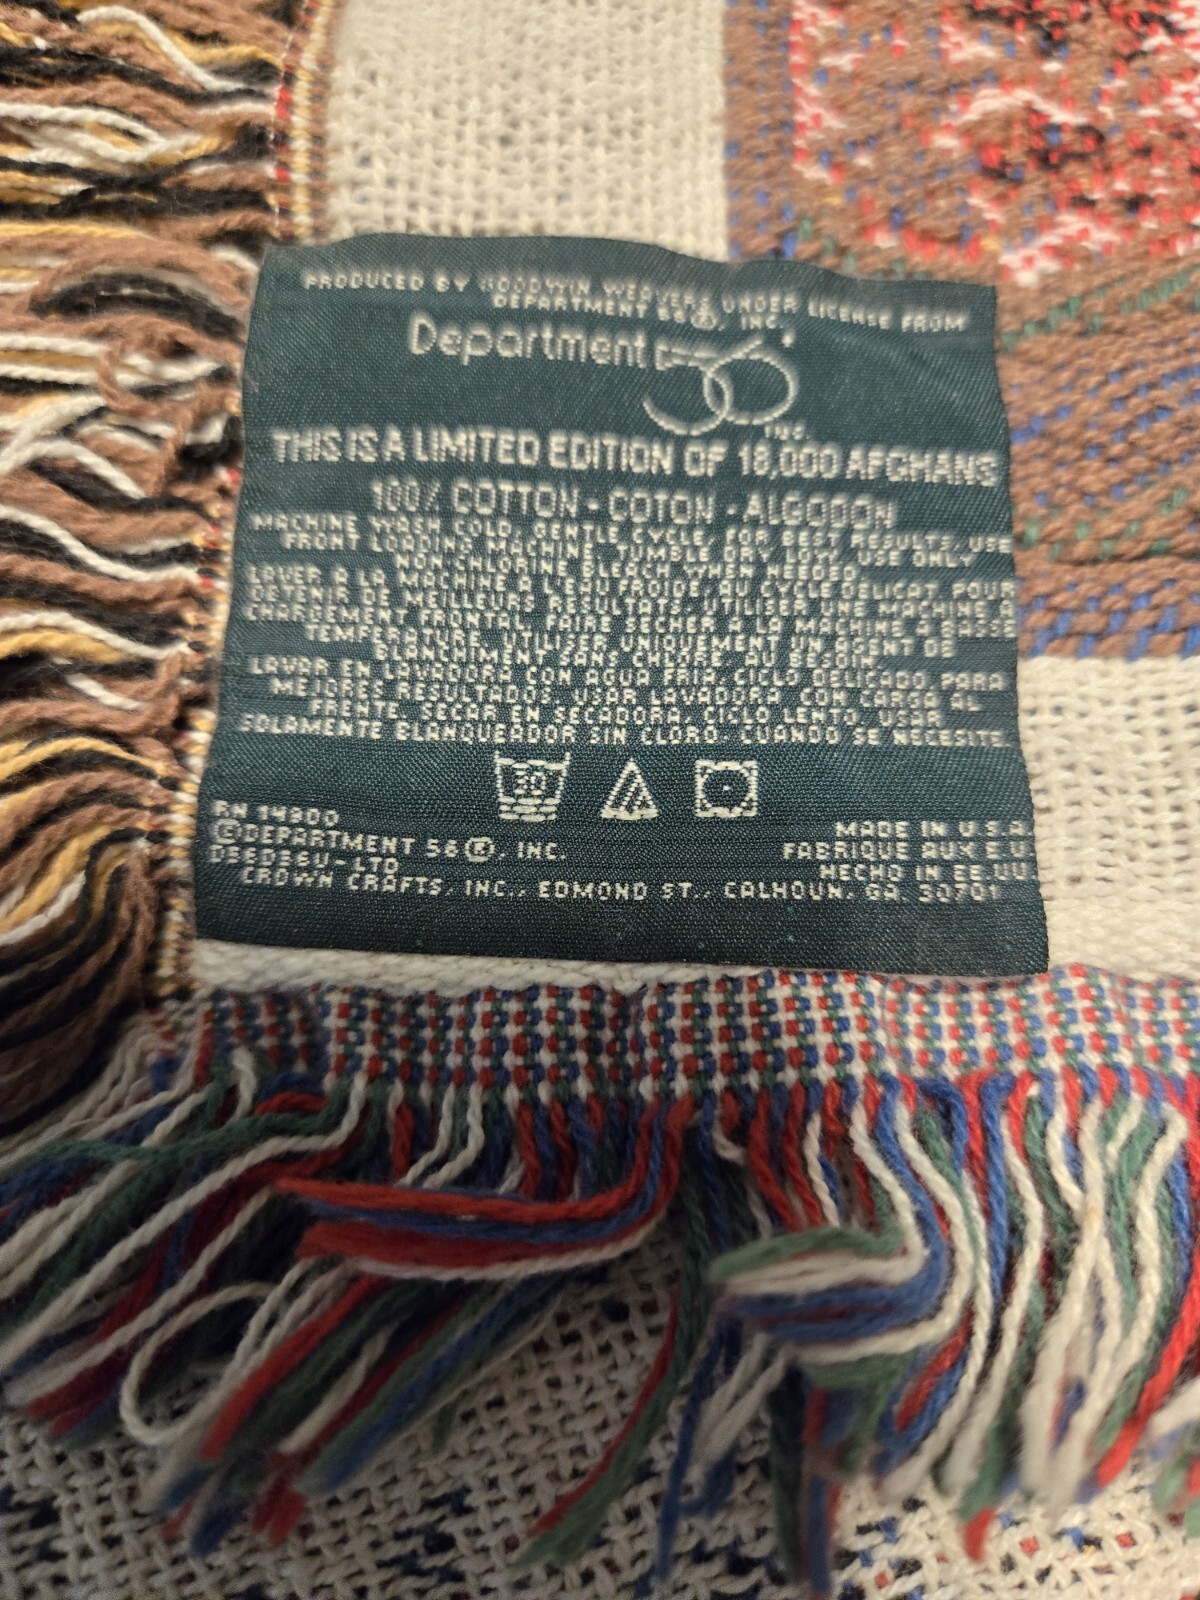 PRODUCED BY GOODWIN WEAVERS UNDER LICENSE FROM
DEPARTMENT 56®, INC.
Department 56®
INC.
THIS IS A LIMITED EDITION OF 18,000 AFGHANS
100% COTTON - COTON - ALGODON
MACHINE WASH COLD, GENTLE CYCLE. FOR BEST RESULTS, USE
FRONT LOADING MACHINE. TUMBLE DRY LOW. USE ONLY
NON-CHLORINE BLEACH WHEN NEEDED.
LAVER A LA MACHINE A L'EAU FROIDE AU CYCLE DELICAT. POUR
OBTENIR DE MEILLEURS RESULTATS, UTILISER UNE MACHINE A
CHARGEMENT FRONTAL. FAIRE SECHER A LA MACHINE A BASSE
TEMPERATURE. UTILIZER UNIQUEMENT UN AGENT DE
BLANCHIMENT SANS CHLORE AU BESOIN.
LAVAR EN LAVADORA CON AGUA FRIA, CICLO DELICADO. PARA
MEJORES RESULTADOS, USAR LAVADORA CON CARGA AL
FRENTE. SECAR EN SECADORA, CICLO LENTO. USAR
SOLAMENTE BLANQUEADOR SIN CLORO, CUANDO SE NECESITE.
30
RN 14900
©DEPARTMENT 56®, INC.
MADE IN U.S.A.
FABRIQUE AUX E.U.
HECHO IN EE.UU.
CROWN CRAFTS, INC., EDMOND ST., CALHOUN, GA. 30701